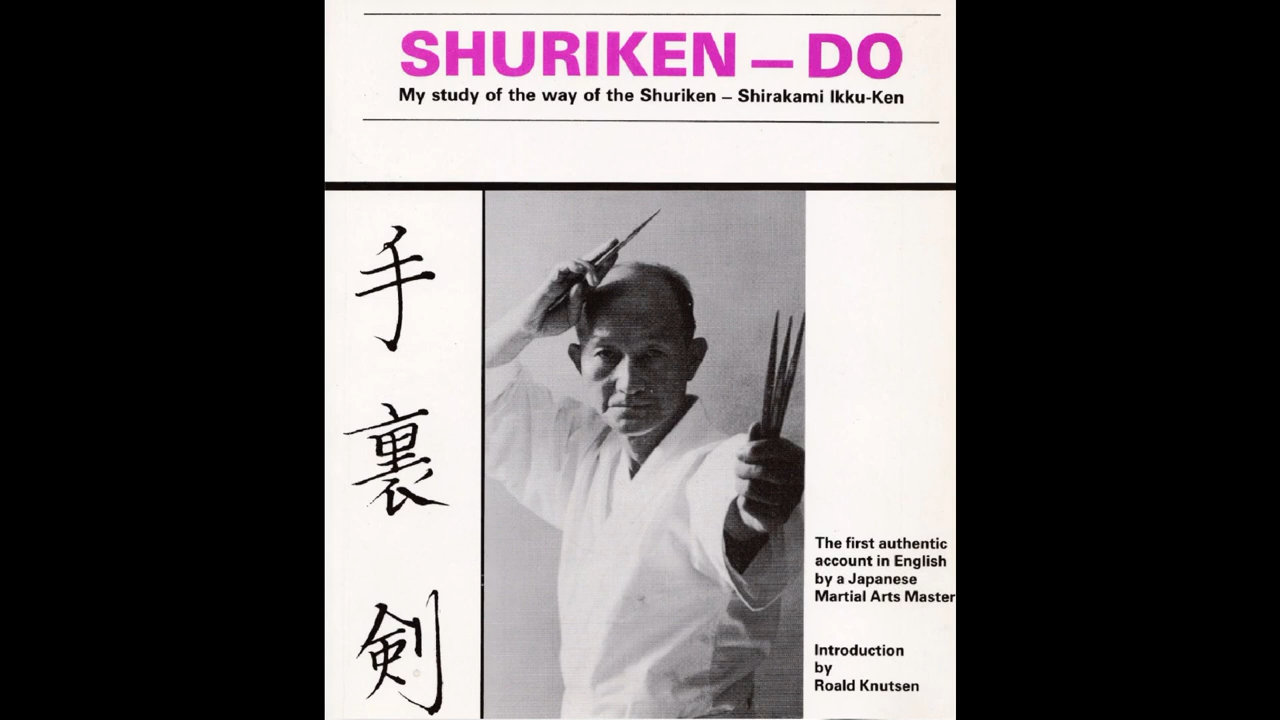 SHURIKEN – DO
My study of the way of the Shuriken – Shirakami Ikku-Ken
手
裏
剣
The first authentic
account in English
by a Japanese
Martial Arts Master
Introduction
by
Roald Knutsen